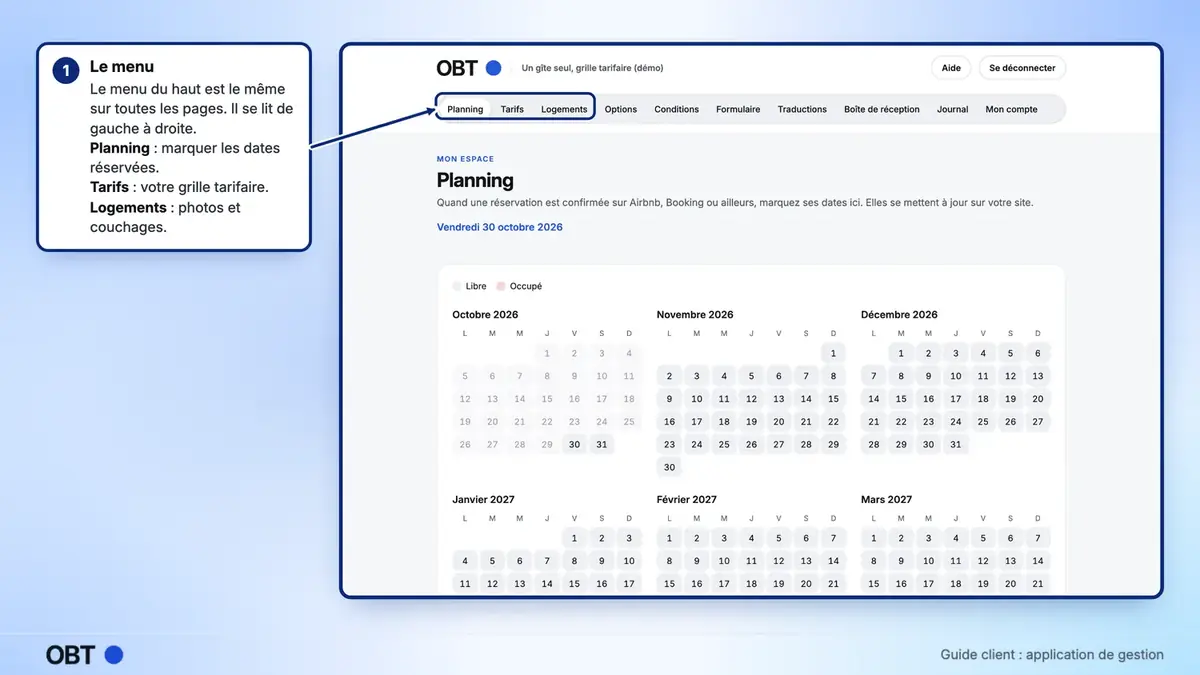 1
Le menu
Le menu du haut est le même
sur toutes les pages. Il se lit de
gauche à droite.
Planning : marquer les dates
réservées.
Tarifs : votre grille tarifaire.
Logements : photos et
couchages.
OBT
Un gîte seul, grille tarifaire (démo)
Aide
Se déconnecter
Planning Tarifs Logements Options Conditions Formulaire Traductions Boîte de réception Journal Mon compte
MON ESPACE
Planning
Quand une réservation est confirmée sur Airbnb, Booking ou ailleurs, marquez ses dates ici. Elles se mettent à jour sur votre site.
Vendredi 30 octobre 2026
Libre Occupé
Octobre 2026
L M M J V S D
1 2 3 4
5 6 7 8 9 10 11
12 13 14 15 16 17 18
19 20 21 22 23 24 25
26 27 28 29 30 31
Novembre 2026
L M M J V S D
1
2 3 4 5 6 7 8
9 10 11 12 13 14 15
16 17 18 19 20 21 22
23 24 25 26 27 28 29
30
Décembre 2026
L M M J V S D
1 2 3 4 5 6
7 8 9 10 11 12 13
14 15 16 17 18 19 20
21 22 23 24 25 26 27
28 29 30 31
Janvier 2027
L M M J V S D
1 2 3
4 5 6 7 8 9 10
11 12 13 14 15 16 17
Février 2027
L M M J V S D
1 2 3 4 5 6 7
8 9 10 11 12 13 14
15 16 17 18 19 20 21
Mars 2027
L M M J V S D
1 2 3 4 5 6 7
8 9 10 11 12 13 14
15 16 17 18 19 20 21
OBT
Guide client : application de gestion